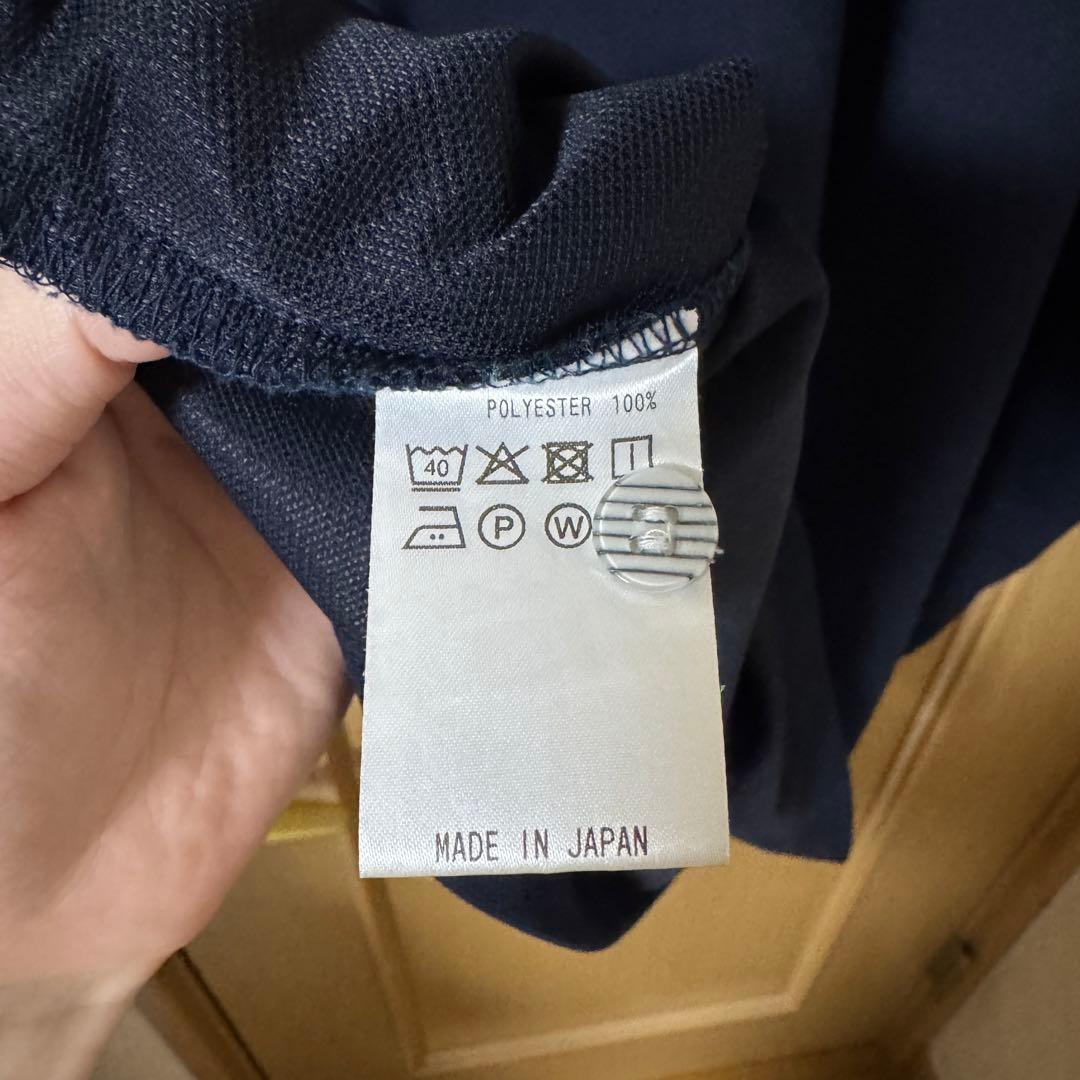 POLYESTER 100%
40
P W
MADE IN JAPAN